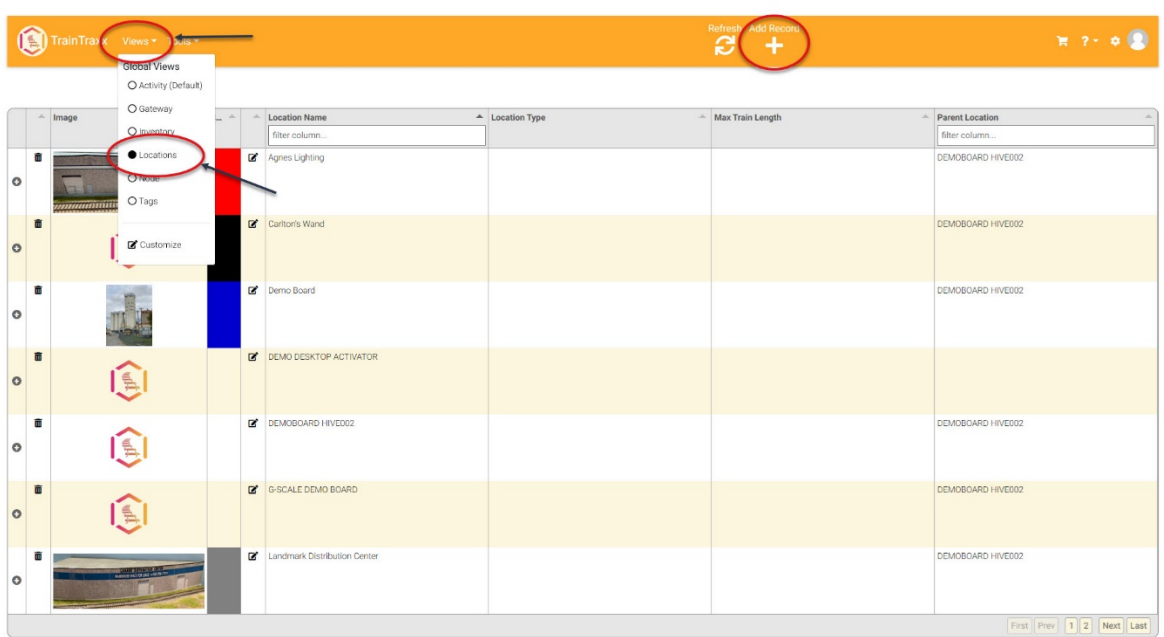 TrainTraxx Views Tools Refresh Add Record ?
Global Views
Activity (Default)
Gateway
Inventory
Locations
Node
Tags
Customize
Image Location Name Location Type Max Train Length Parent Location
filter column... filter column...
Agnes Lighting DEMOBOARD HIVE002
Carlton's Wand DEMOBOARD HIVE002
Demo Board DEMOBOARD HIVE002
DEMO DESKTOP ACTIVATOR
DEMOBOARD HIVE002 DEMOBOARD HIVE002
G-SCALE DEMO BOARD DEMOBOARD HIVE002
Landmark Distribution Center DEMOBOARD HIVE002
First Prev 1 2 Next Last